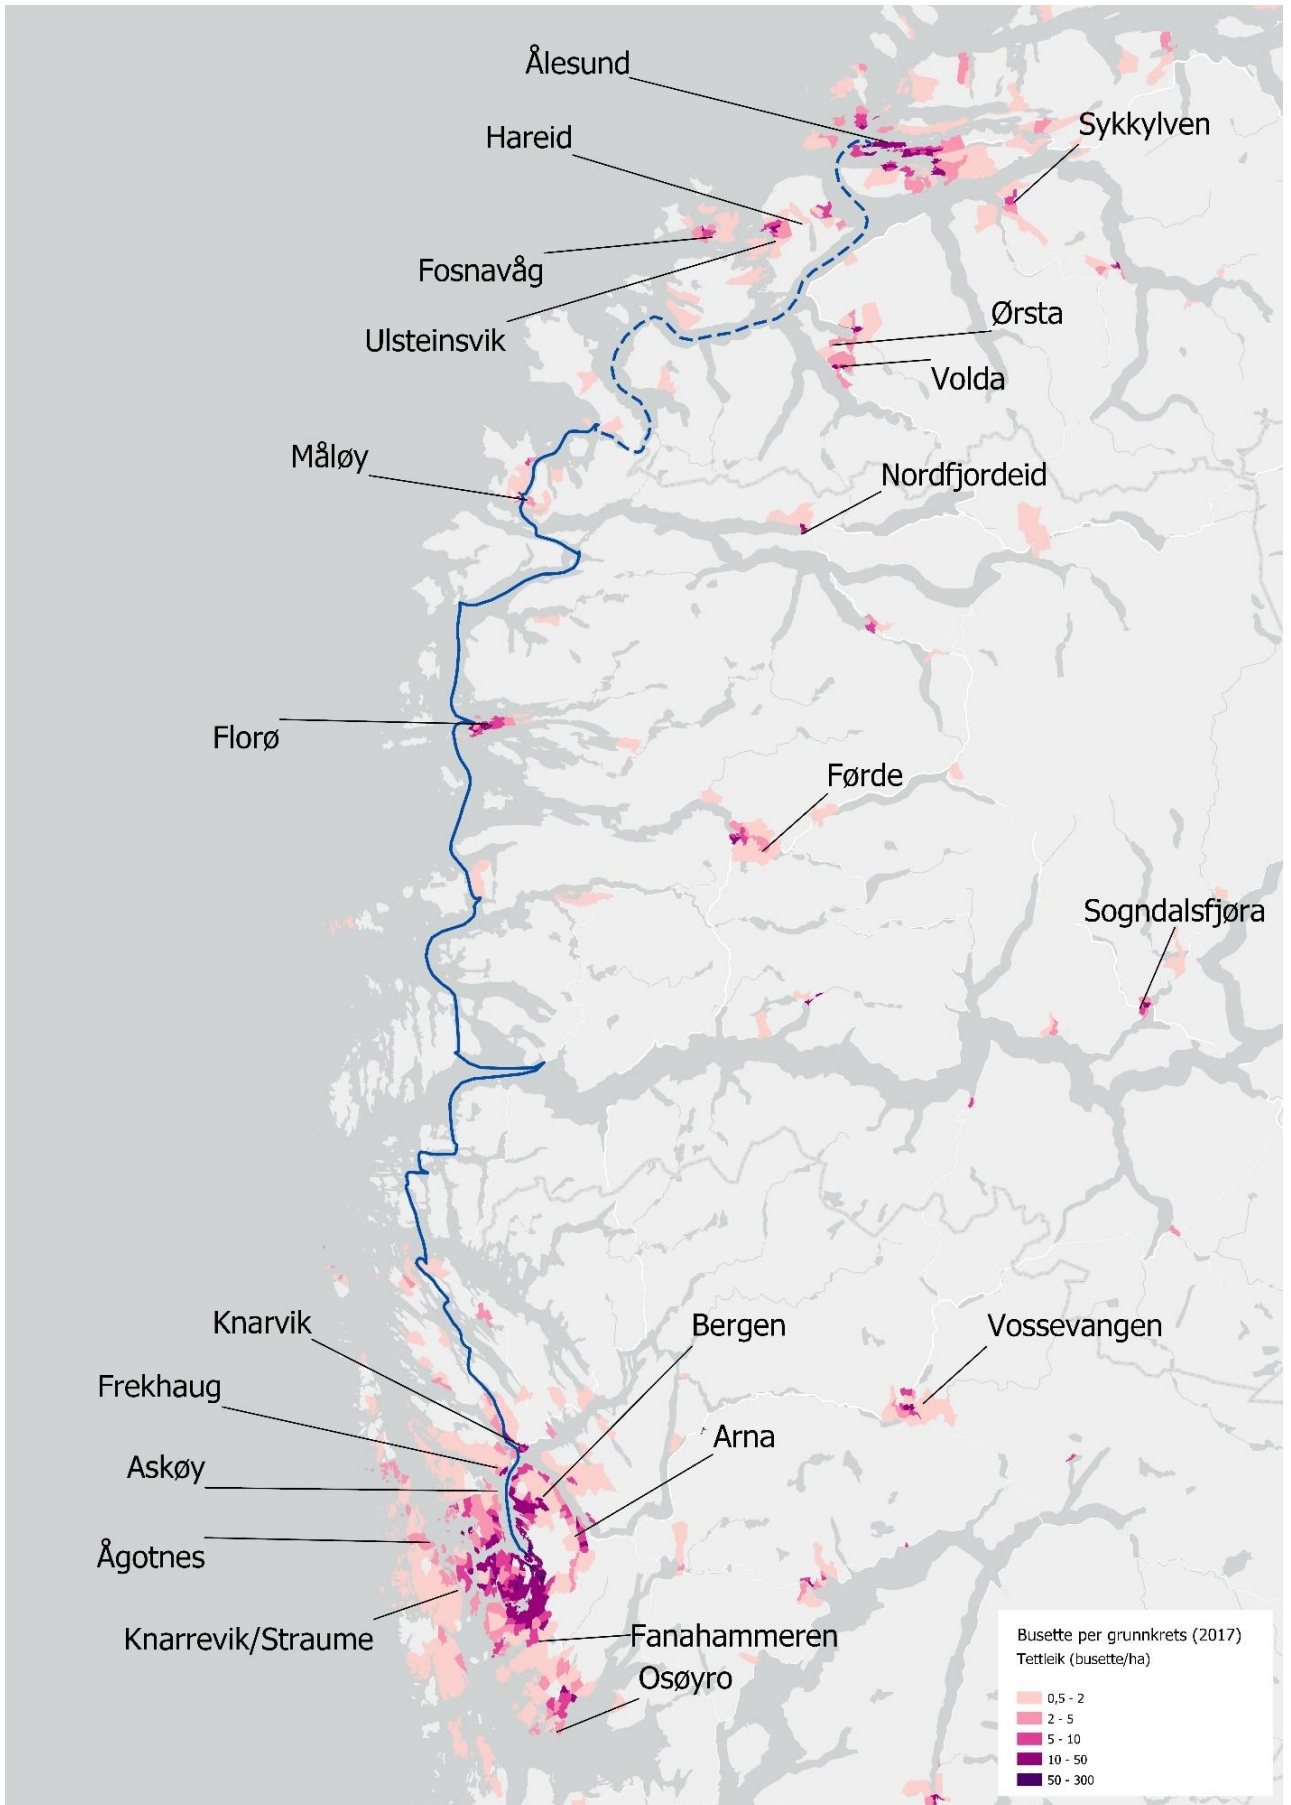 Ålesund
Sykkylven
Hareid
Fosnavåg
Ørsta
Ulsteinsvik
Volda
Måløy
Nordfjordeid
Florø
Førde
Sogndalsfjøra
Knarvik
Bergen
Vossevangen
Frekhaug
Arna
Askøy
Ågotnes
Knarrevik/Straume
Fanahammeren
Osøyro
Busette per grunnkrets (2017)
Tettleik (busette/ha)
0,5 - 2
2 - 5
5 - 10
10 - 50
50 - 300